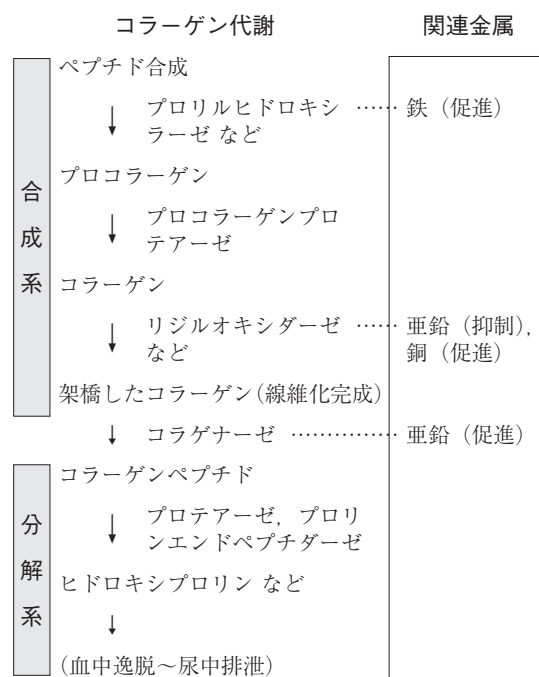 コラーゲン代謝 関連金属
合成系
ペプチド合成
プロリルヒドロキシ …… 鉄（促進）
ラーゼ など
プロコラーゲン
プロコラーゲンプロ
テアーゼ
コラーゲン
リジルオキシダーゼ …… 亜鉛（抑制），
など 銅（促進）
架橋したコラーゲン（線維化完成）
コラゲナーゼ …………… 亜鉛（促進）
分解系
コラーゲンペプチド
プロテアーゼ，プロリ
ンエンドペプチダーゼ
ヒドロキシプロリン など
（血中逸脱～尿中排泄）